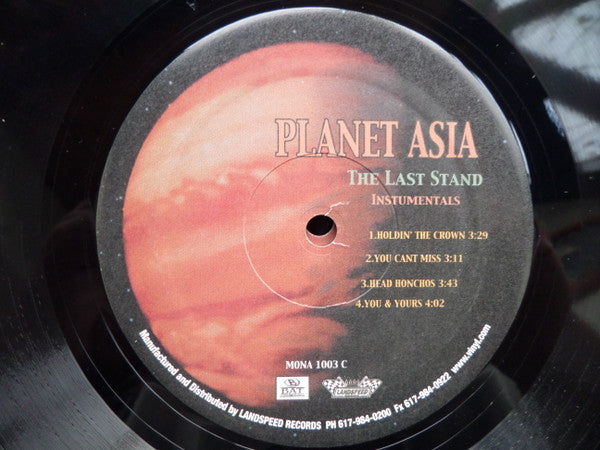 PLANET ASIA
THE LAST STAND
INSTUMENTALS
1.HOLDIN' THE CROWN 3:29
2.YOU CANT MISS 3:11
3.HEAD HONCHOS 3:43
4.YOU & YOURS 4:02
MONA 1003 C
BAT
LANDSPEED
Manufactured and Distributed by LANDSPEED RECORDS PH 617-984-0200 Fx 617-984-0922 www.vinyl.com